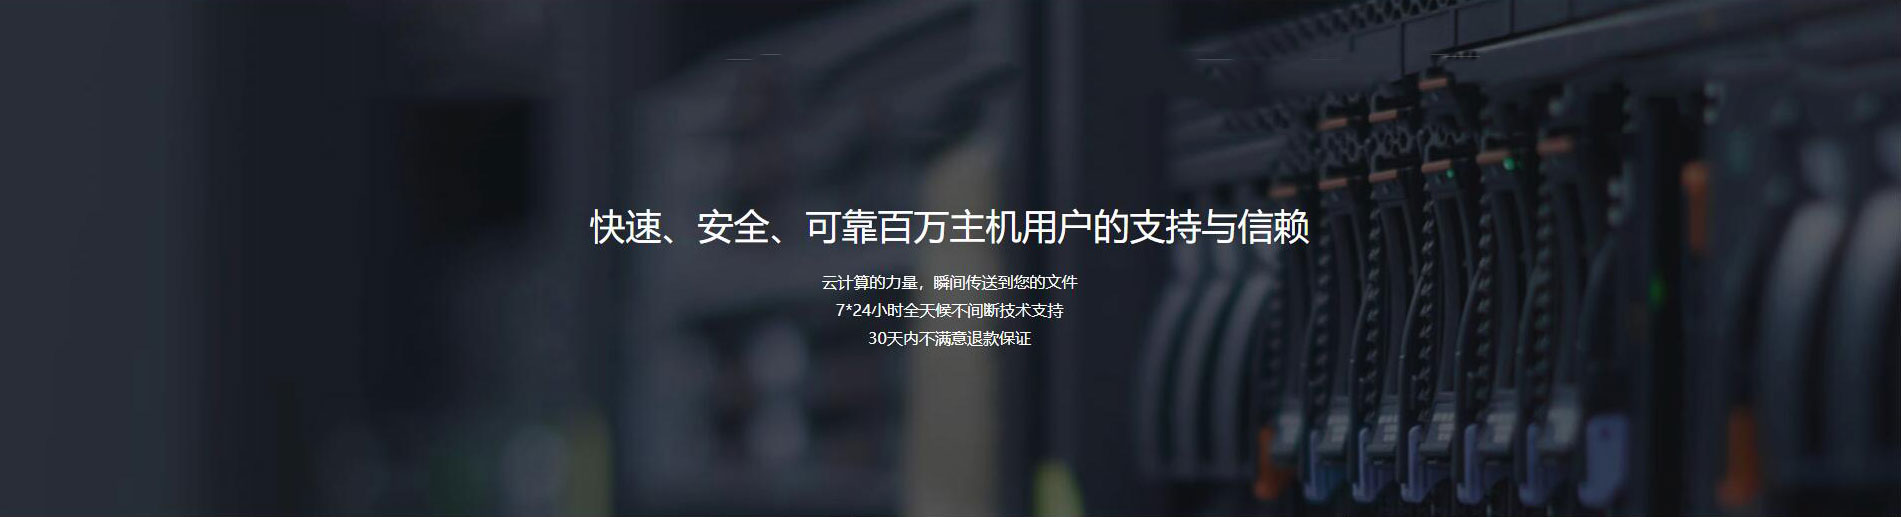 快速、安全、可靠百万主机用户的支持与信赖
云计算的力量，瞬间传送到您的文件
7*24小时全天候不间断技术支持
30天内不满意退款保证